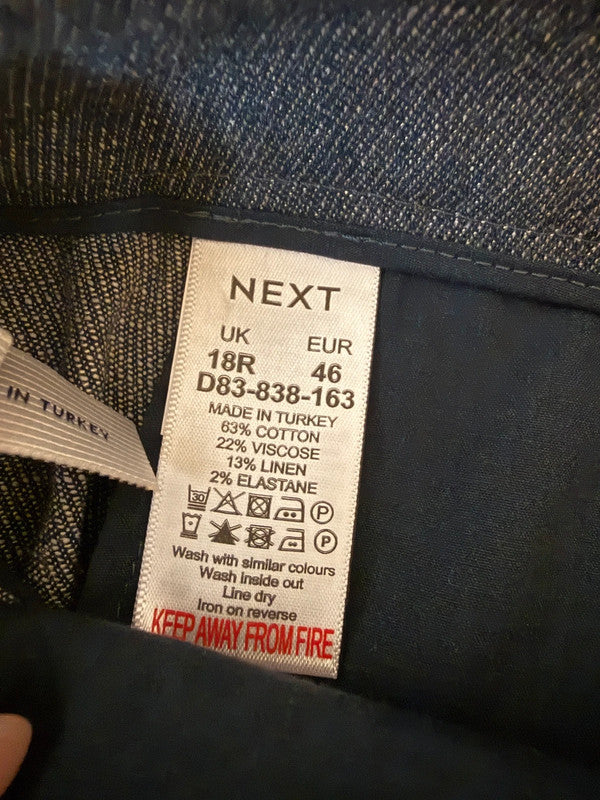 NEXT
UK EUR
18R 46
D83-838-163
MADE IN TURKEY
63% COTTON
22% VISCOSE
13% LINEN
2% ELASTANE
30 P
P
Wash with similar colours
Wash inside out
Line dry
Iron on reverse
KEEP AWAY FROM FIRE
IN TURKEY